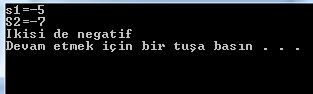 s1=-5
S2=-7
Ikisi de negatif
Devam etmek için bir tuşa basın . . .